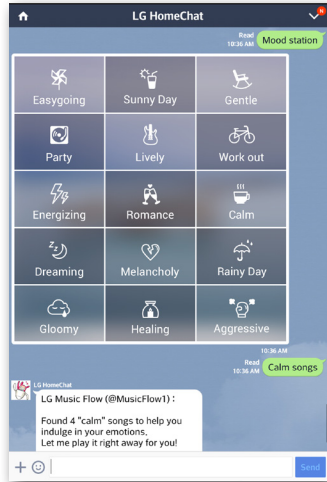 LG HomeChat
N
Read
10:36 AM
Mood station
Easygoing
Sunny Day
Gentle
Party
Lively
Work out
Energizing
Romance
Calm
Dreaming
Melancholy
Rainy Day
Gloomy
Healing
Aggressive
10:36 AM
Read
10:36 AM
Calm songs
LG HomeChat
LG Music Flow (@MusicFlow1) :
Found 4 "calm" songs to help you
indulge in your emotions,
Let me play it right away for you!
Send